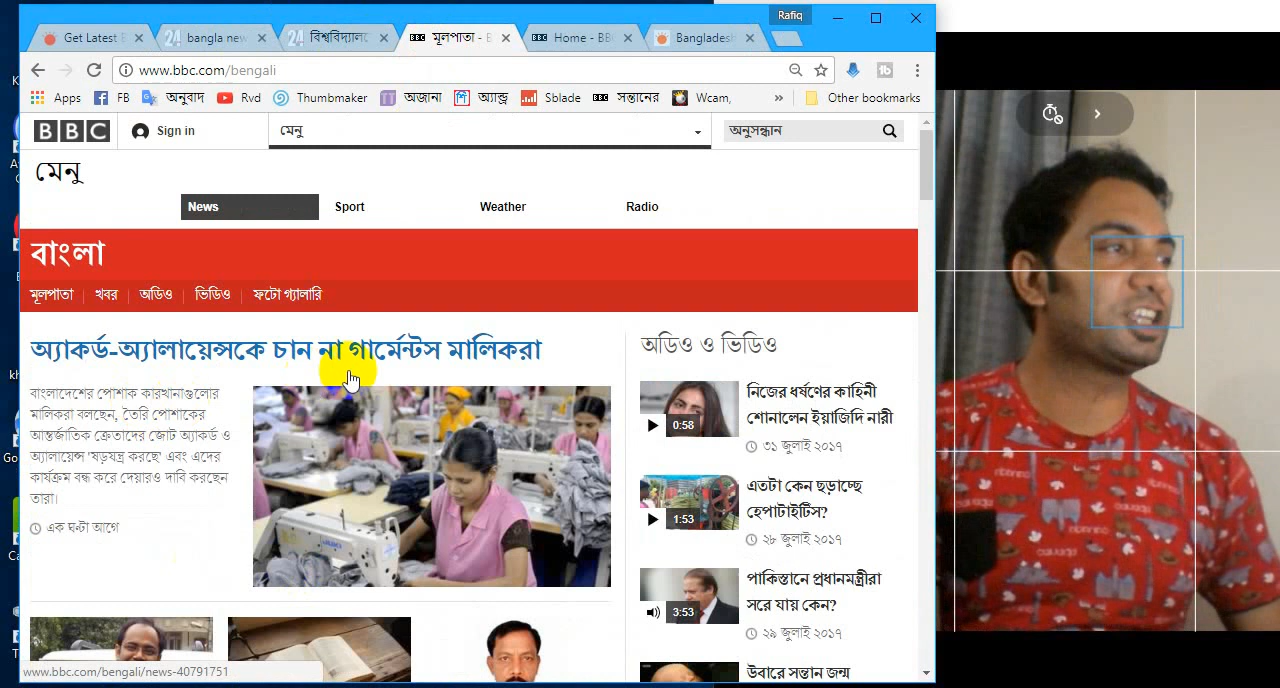 Rafiq
Get Latest
bangla new
বিশ্ববিদ্যাল
মূলপাতা - B
Home - BB
Banglades
www.bbc.com/bengali
Apps
FB
অনুবাদ
Rvd
Thumbmaker
অজানা
অ্যান্ড্র
Sblade
সন্তানের
Wcam,
»
Other bookmarks
BBC
Sign in
মেনু
অনুসন্ধান
মেনু
News
Sport
Weather
Radio
বাংলা
মূলপাতা
খবর
অডিও
ভিডিও
ফটো গ্যালারি
অ্যাকর্ড-অ্যালায়েন্সকে চান না গার্মেন্টস মালিকরা
বাংলাদেশের পোশাক কারখানাগুলোর
মালিকরা বলছেন, তৈরি পোশাকের
আন্তর্জাতিক ক্রেতাদের জোট অ্যাকর্ড ও
অ্যালায়েন্স 'ষড়যন্ত্র করছে' এবং এদের
কার্যক্রম বন্ধ করে দেয়ারও দাবি করছেন
তারা।
এক ঘণ্টা আগে
অডিও ও ভিডিও
0:58
নিজের ধর্ষণের কাহিনী
শোনালেন ইয়াজিদি নারী
৩১ জুলাই ২০১৭
1:53
এতটা কেন ছড়াচ্ছে
হেপাটাইটিস?
২৮ জুলাই ২০১৭
3:53
পাকিস্তানে প্রধানমন্ত্রীরা
সরে যায় কেন?
২৯ জুলাই ২০১৭
উবারে সন্তান জন্ম
www.bbc.com/bengali/news-40791751